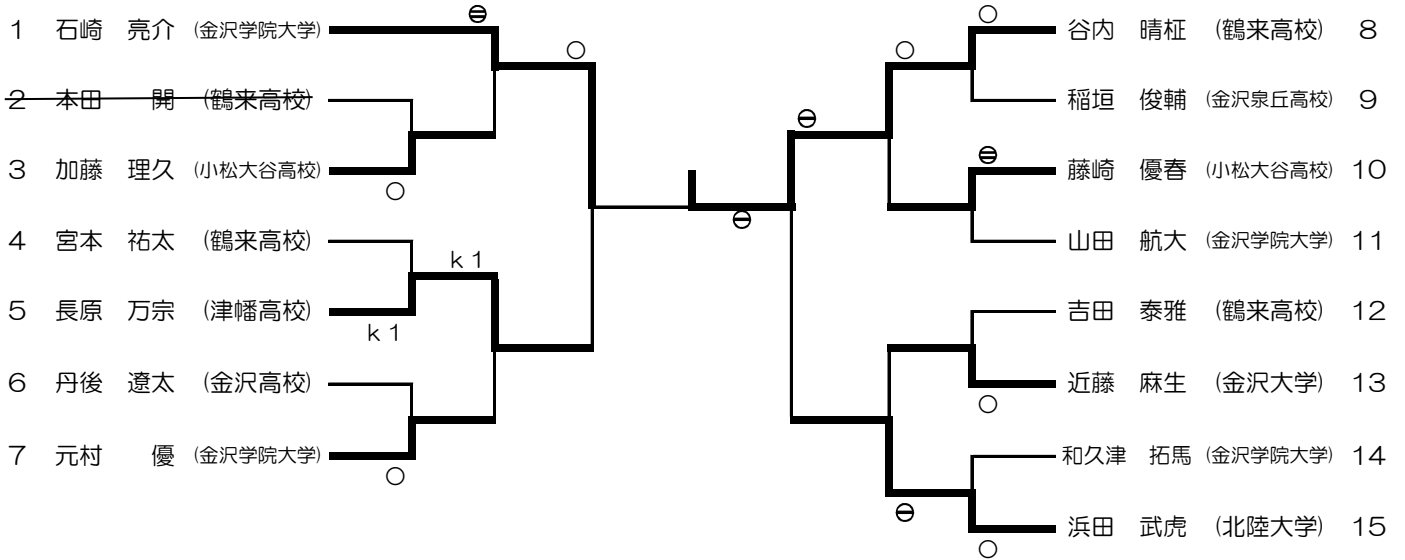 1 石崎 亮介 (金沢学院大学)
2 本田 開 (鶴来高校)
3 加藤 理久 (小松大谷高校)
4 宮本 祐太 (鶴来高校)
k１
5 長原 万宗 (津幡高校)
k１
6 丹後 遼太 (金沢高校)
7 元村 優 (金沢学院大学)
谷内 晴柾 (鶴来高校) 8
稲垣 俊輔 (金沢泉丘高校) 9
藤崎 優春 (小松大谷高校) 10
山田 航大 (金沢学院大学) 11
吉田 泰雅 (鶴来高校) 12
近藤 麻生 (金沢大学) 13
和久津 拓馬 (金沢学院大学) 14
浜田 武虎 (北陸大学) 15